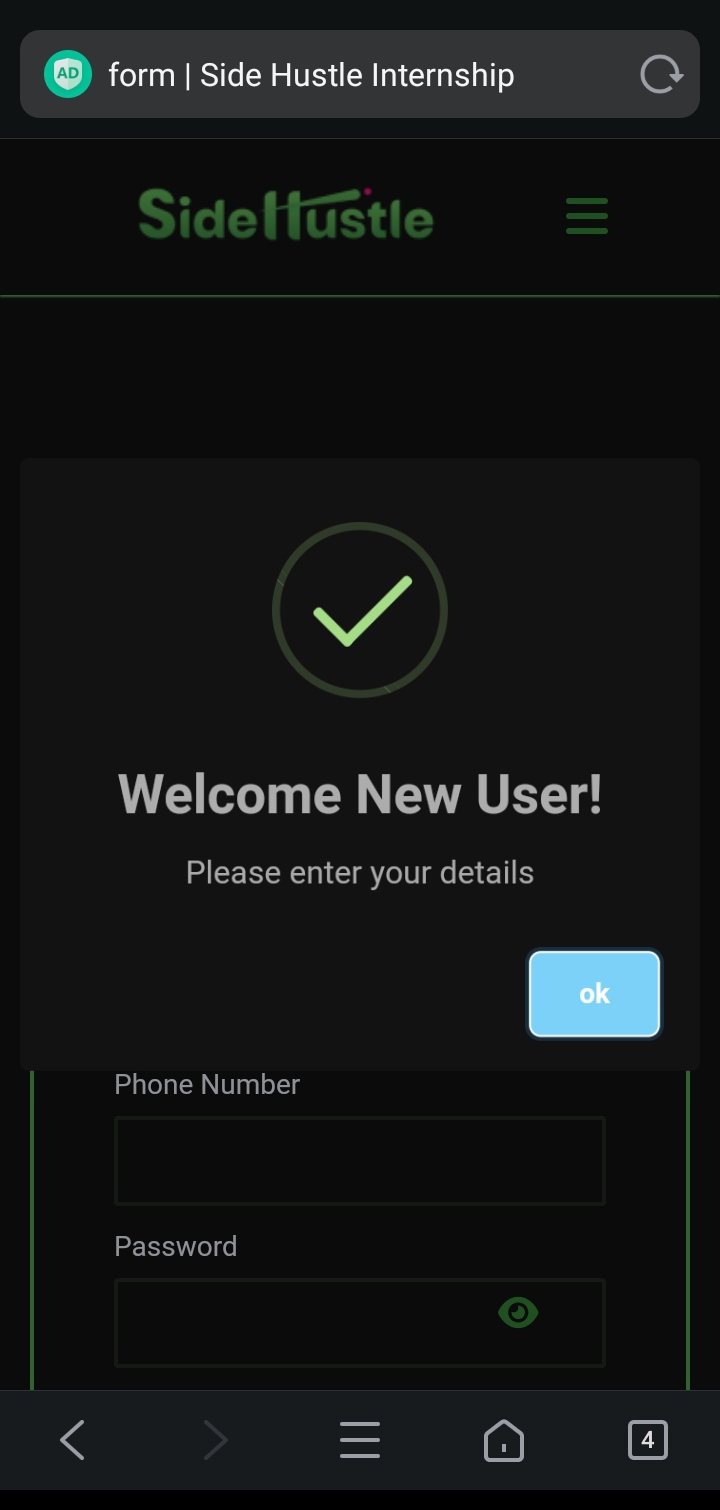 AD
form | Side Hustle Internship
SideHustle
Welcome New User!
Please enter your details
ok
Phone Number
Password
4